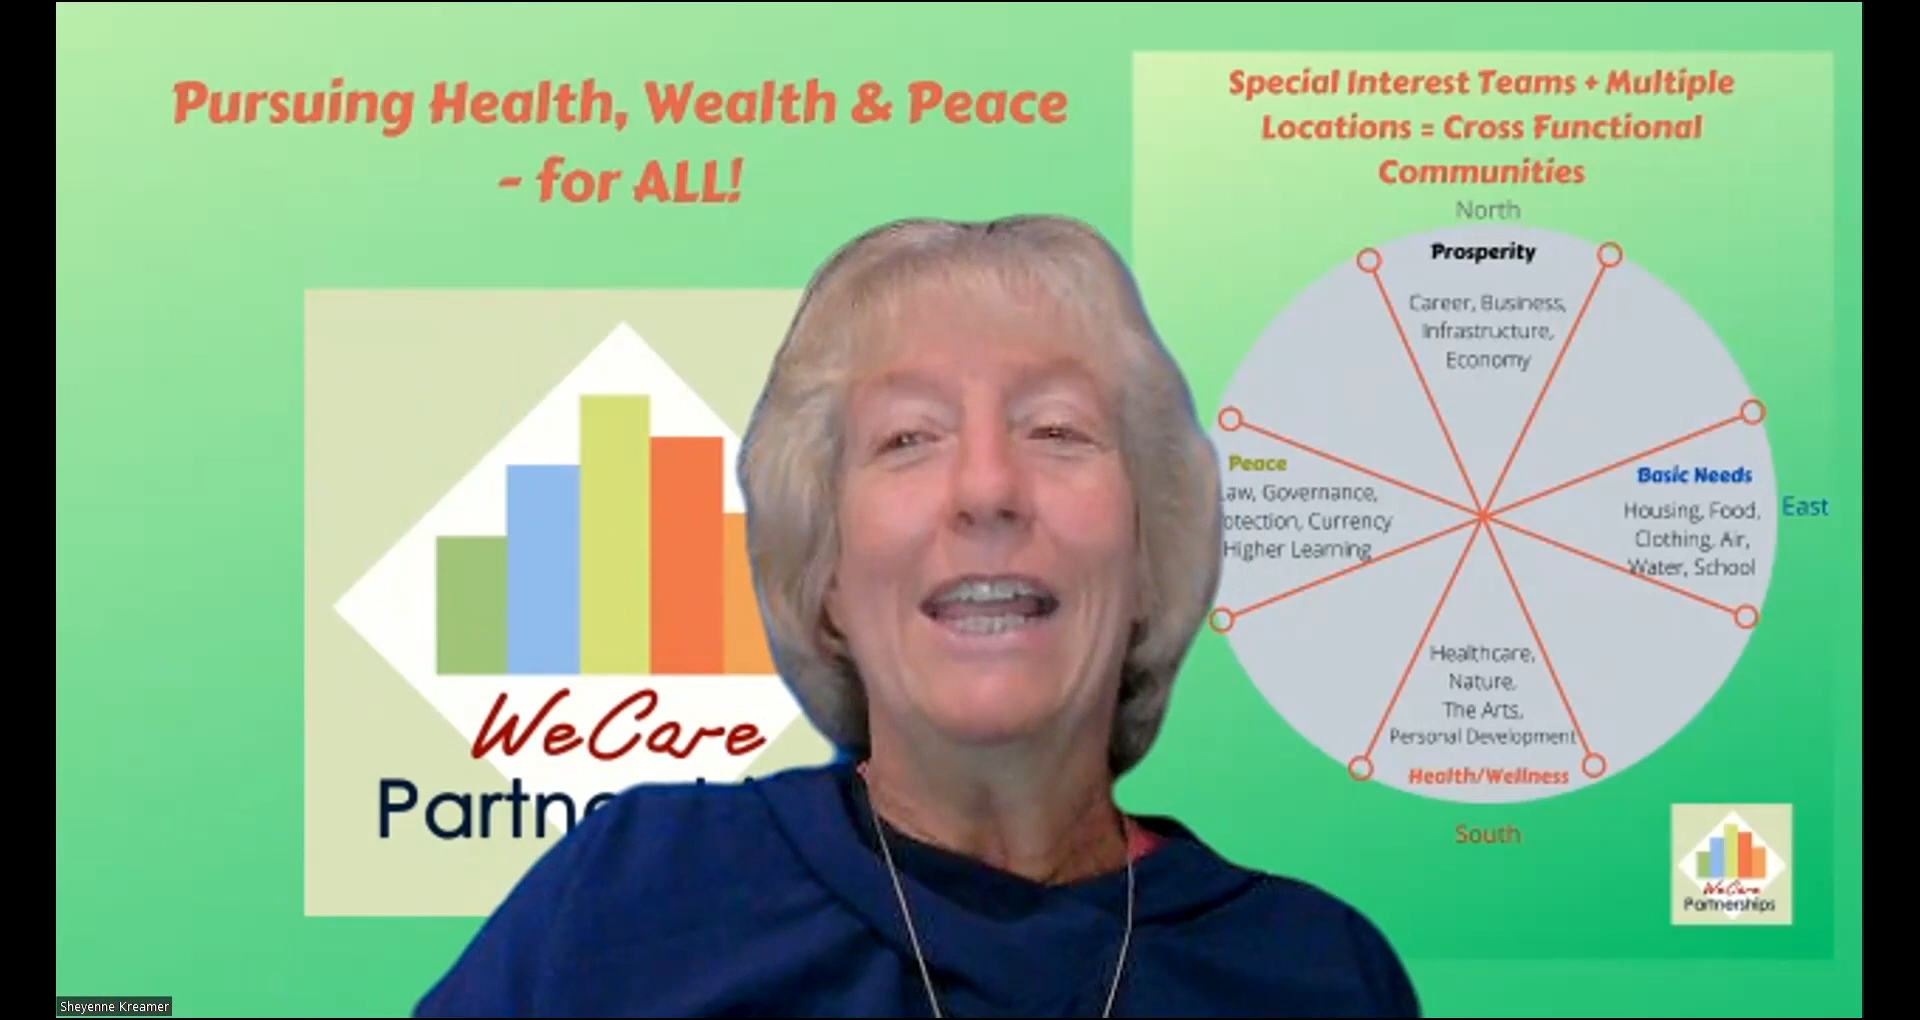 Pursuing Health, Wealth & Peace
- for ALL!
WeCare
Special Interest Teams + Multiple
Locations = Cross Functional
Communities
North
Prosperity
Career, Business,
Infrastructure,
Economy
Peace
Governance,
Currency
Higher Learning
Basic Needs
Housing, Food,
Clothing, Air,
Water, School
East
Healthcare,
Nature,
The Arts,
Personal Development
Health/Wellness
South
WeCare
Partnerships
Sheyenne Kreamer